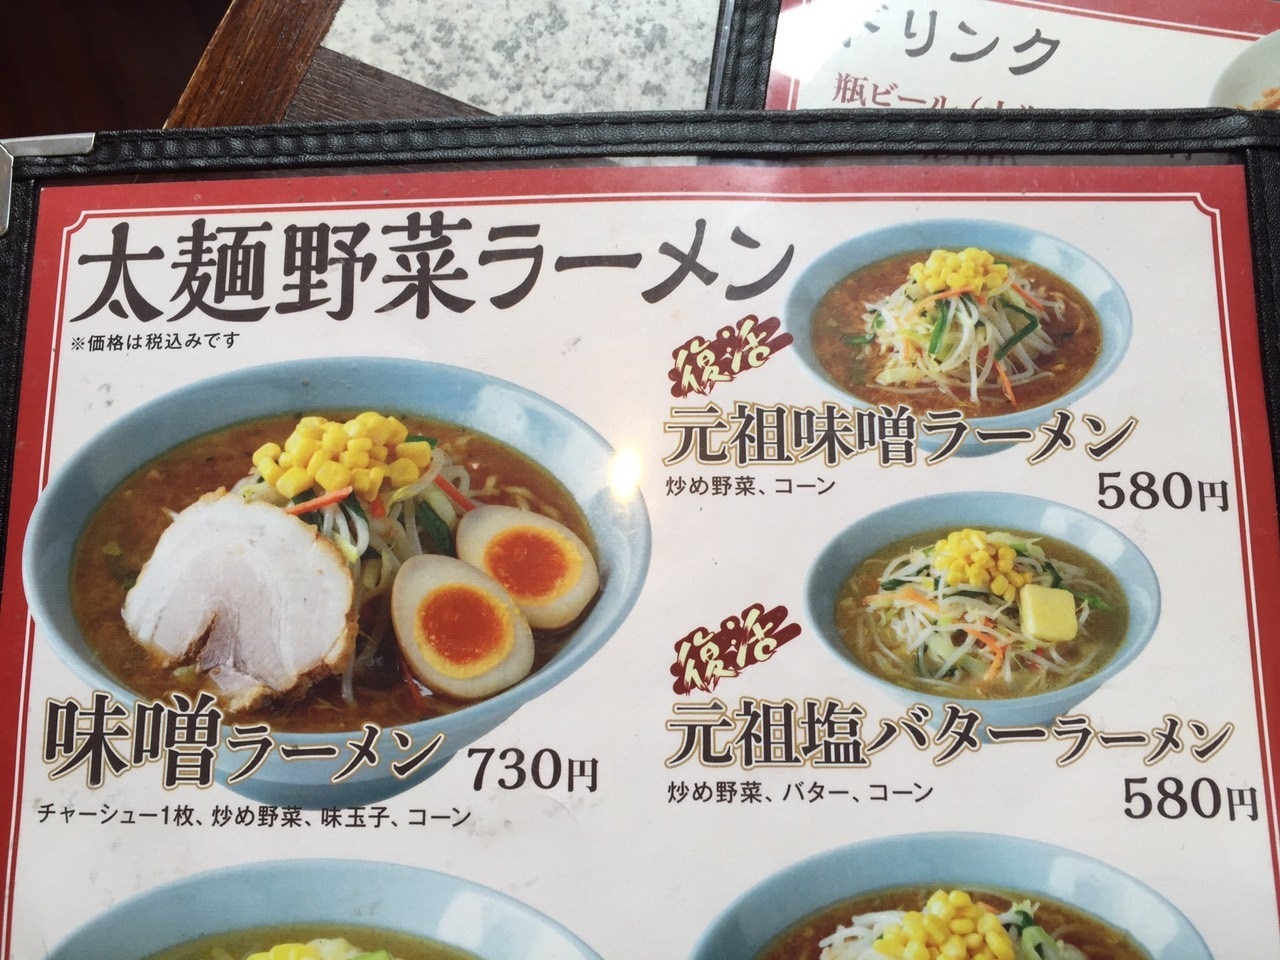 ドリンク
瓶ビール
太麺野菜ラーメン
※価格は税込みです
復活
元祖味噌ラーメン
炒め野菜、コーン
580円
復活
元祖塩バターラーメン
炒め野菜、バター、コーン
580円
味噌ラーメン 730円
チャーシュー1枚、炒め野菜、味玉子、コーン